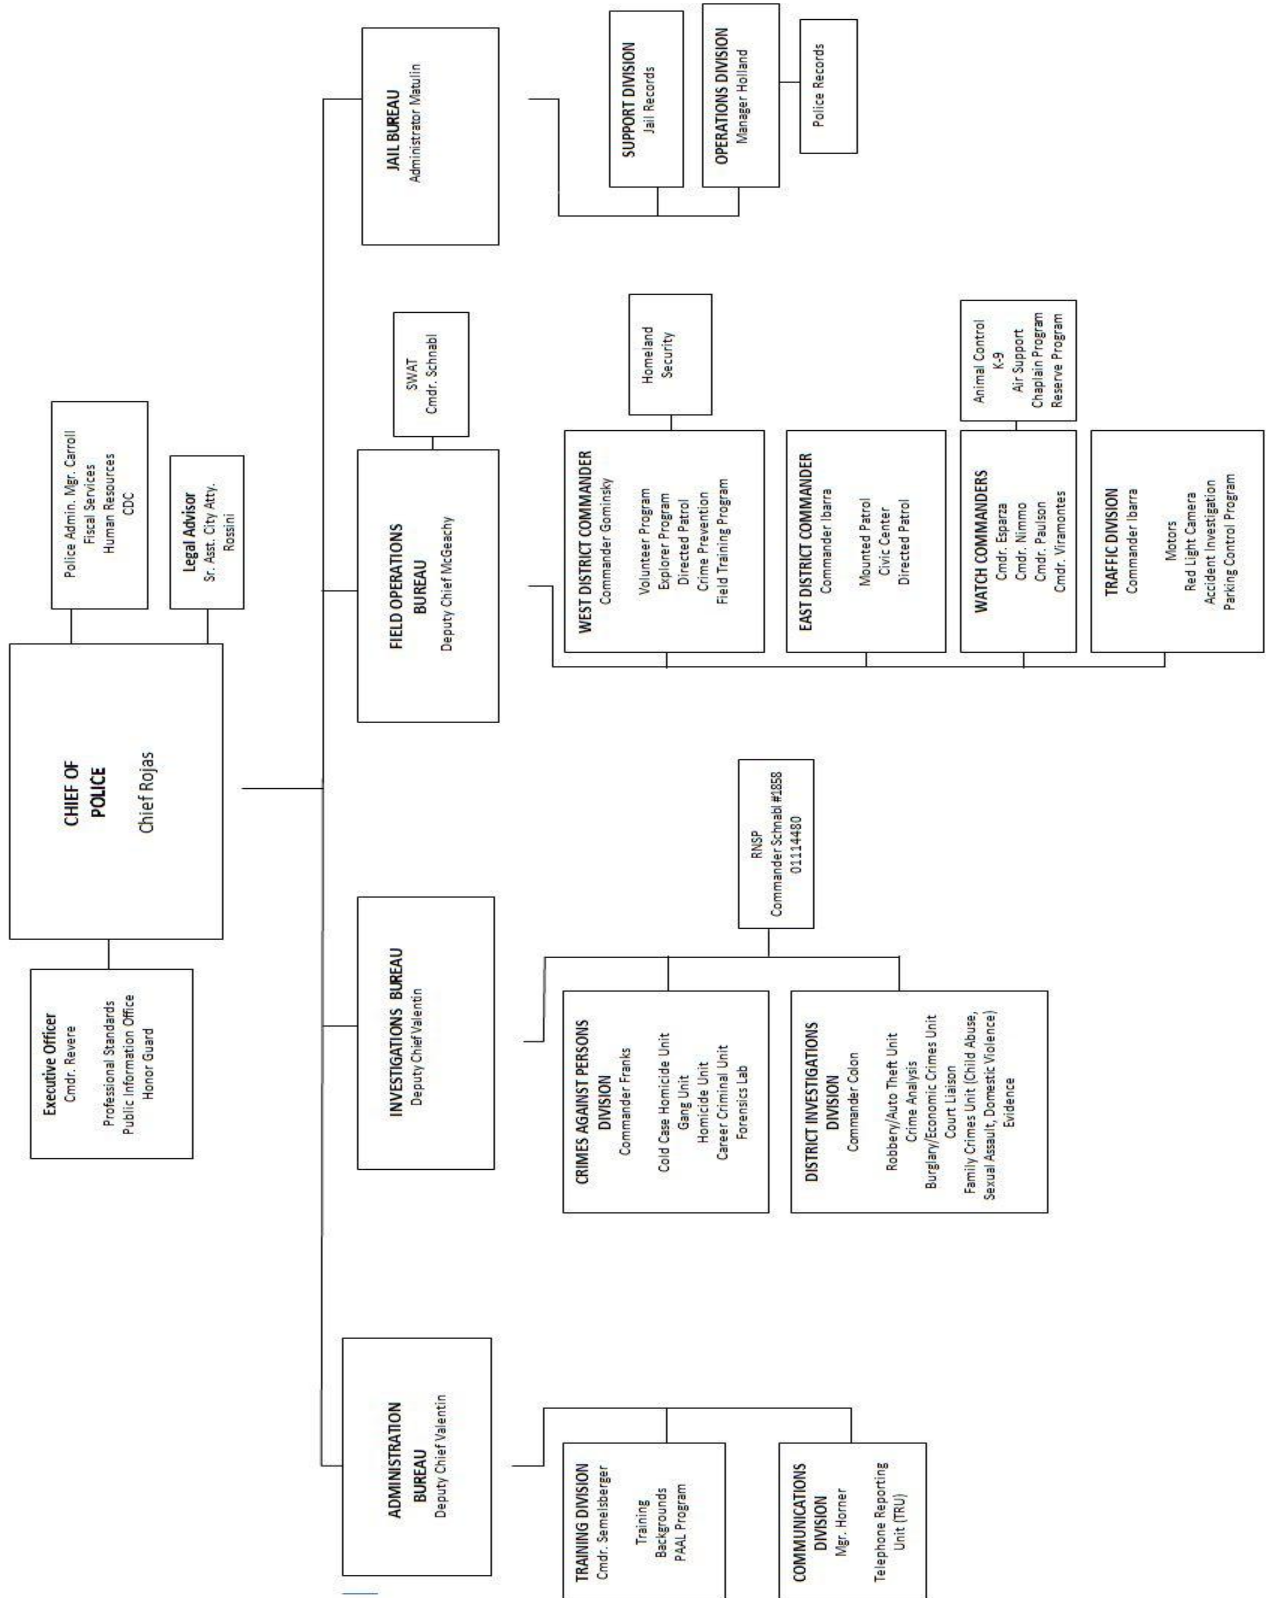 CHIEF OF
POLICE
Chief Rojas
Executive Officer
Cmdr. Revere
Professional Standards
Public Information Office
Honor Guard
Police Admin. Mgr. Carroll
Fiscal Services
Human Resources
CDC
Legal Advisor
Sr. Asst. City Atty.
Rossini
ADMINISTRATION
BUREAU
Deputy Chief Valentin
INVESTIGATIONS BUREAU
Deputy Chief Valentin
FIELD OPERATIONS
BUREAU
Deputy Chief McGeachy
SWAT
Cmdr. Schnabl
JAIL BUREAU
Administrator Matulin
TRAINING DIVISION
Cmdr. Semelsberger
Training
Backgrounds
PAAL Program
COMMUNICATIONS
DIVISION
Mgr. Horner
Telephone Reporting
Unit (TRU)
CRIMES AGAINST PERSONS
DIVISION
Commander Franks
Cold Case Homicide Unit
Gang Unit
Homicide Unit
Career Criminal Unit
Forensics Lab
RNSP
Commander Schnabl #1858
01114480
DISTRICT INVESTIGATIONS
DIVISION
Commander Colon
Robbery/Auto Theft Unit
Crime Analysis
Burglary/Economic Crimes Unit
Court Liaison
Family Crimes Unit (Child Abuse,
Sexual Assault, Domestic Violence)
Evidence
WEST DISTRICT COMMANDER
Commander Gominsky
Volunteer Program
Explorer Program
Directed Patrol
Crime Prevention
Field Training Program
Homeland
Security
EAST DISTRICT COMMANDER
Commander Ibarra
Mounted Patrol
Civic Center
Directed Patrol
WATCH COMMANDERS
Cmdr. Esparza
Cmdr. Nimmo
Cmdr. Paulson
Cmdr. Viramontes
Animal Control
K-9
Air Support
Chaplain Program
Reserve Program
TRAFFIC DIVISION
Commander Ibarra
Motors
Red Light Camera
Accident Investigation
Parking Control Program
SUPPORT DIVISION
Jail Records
OPERATIONS DIVISION
Manager Holland
Police Records